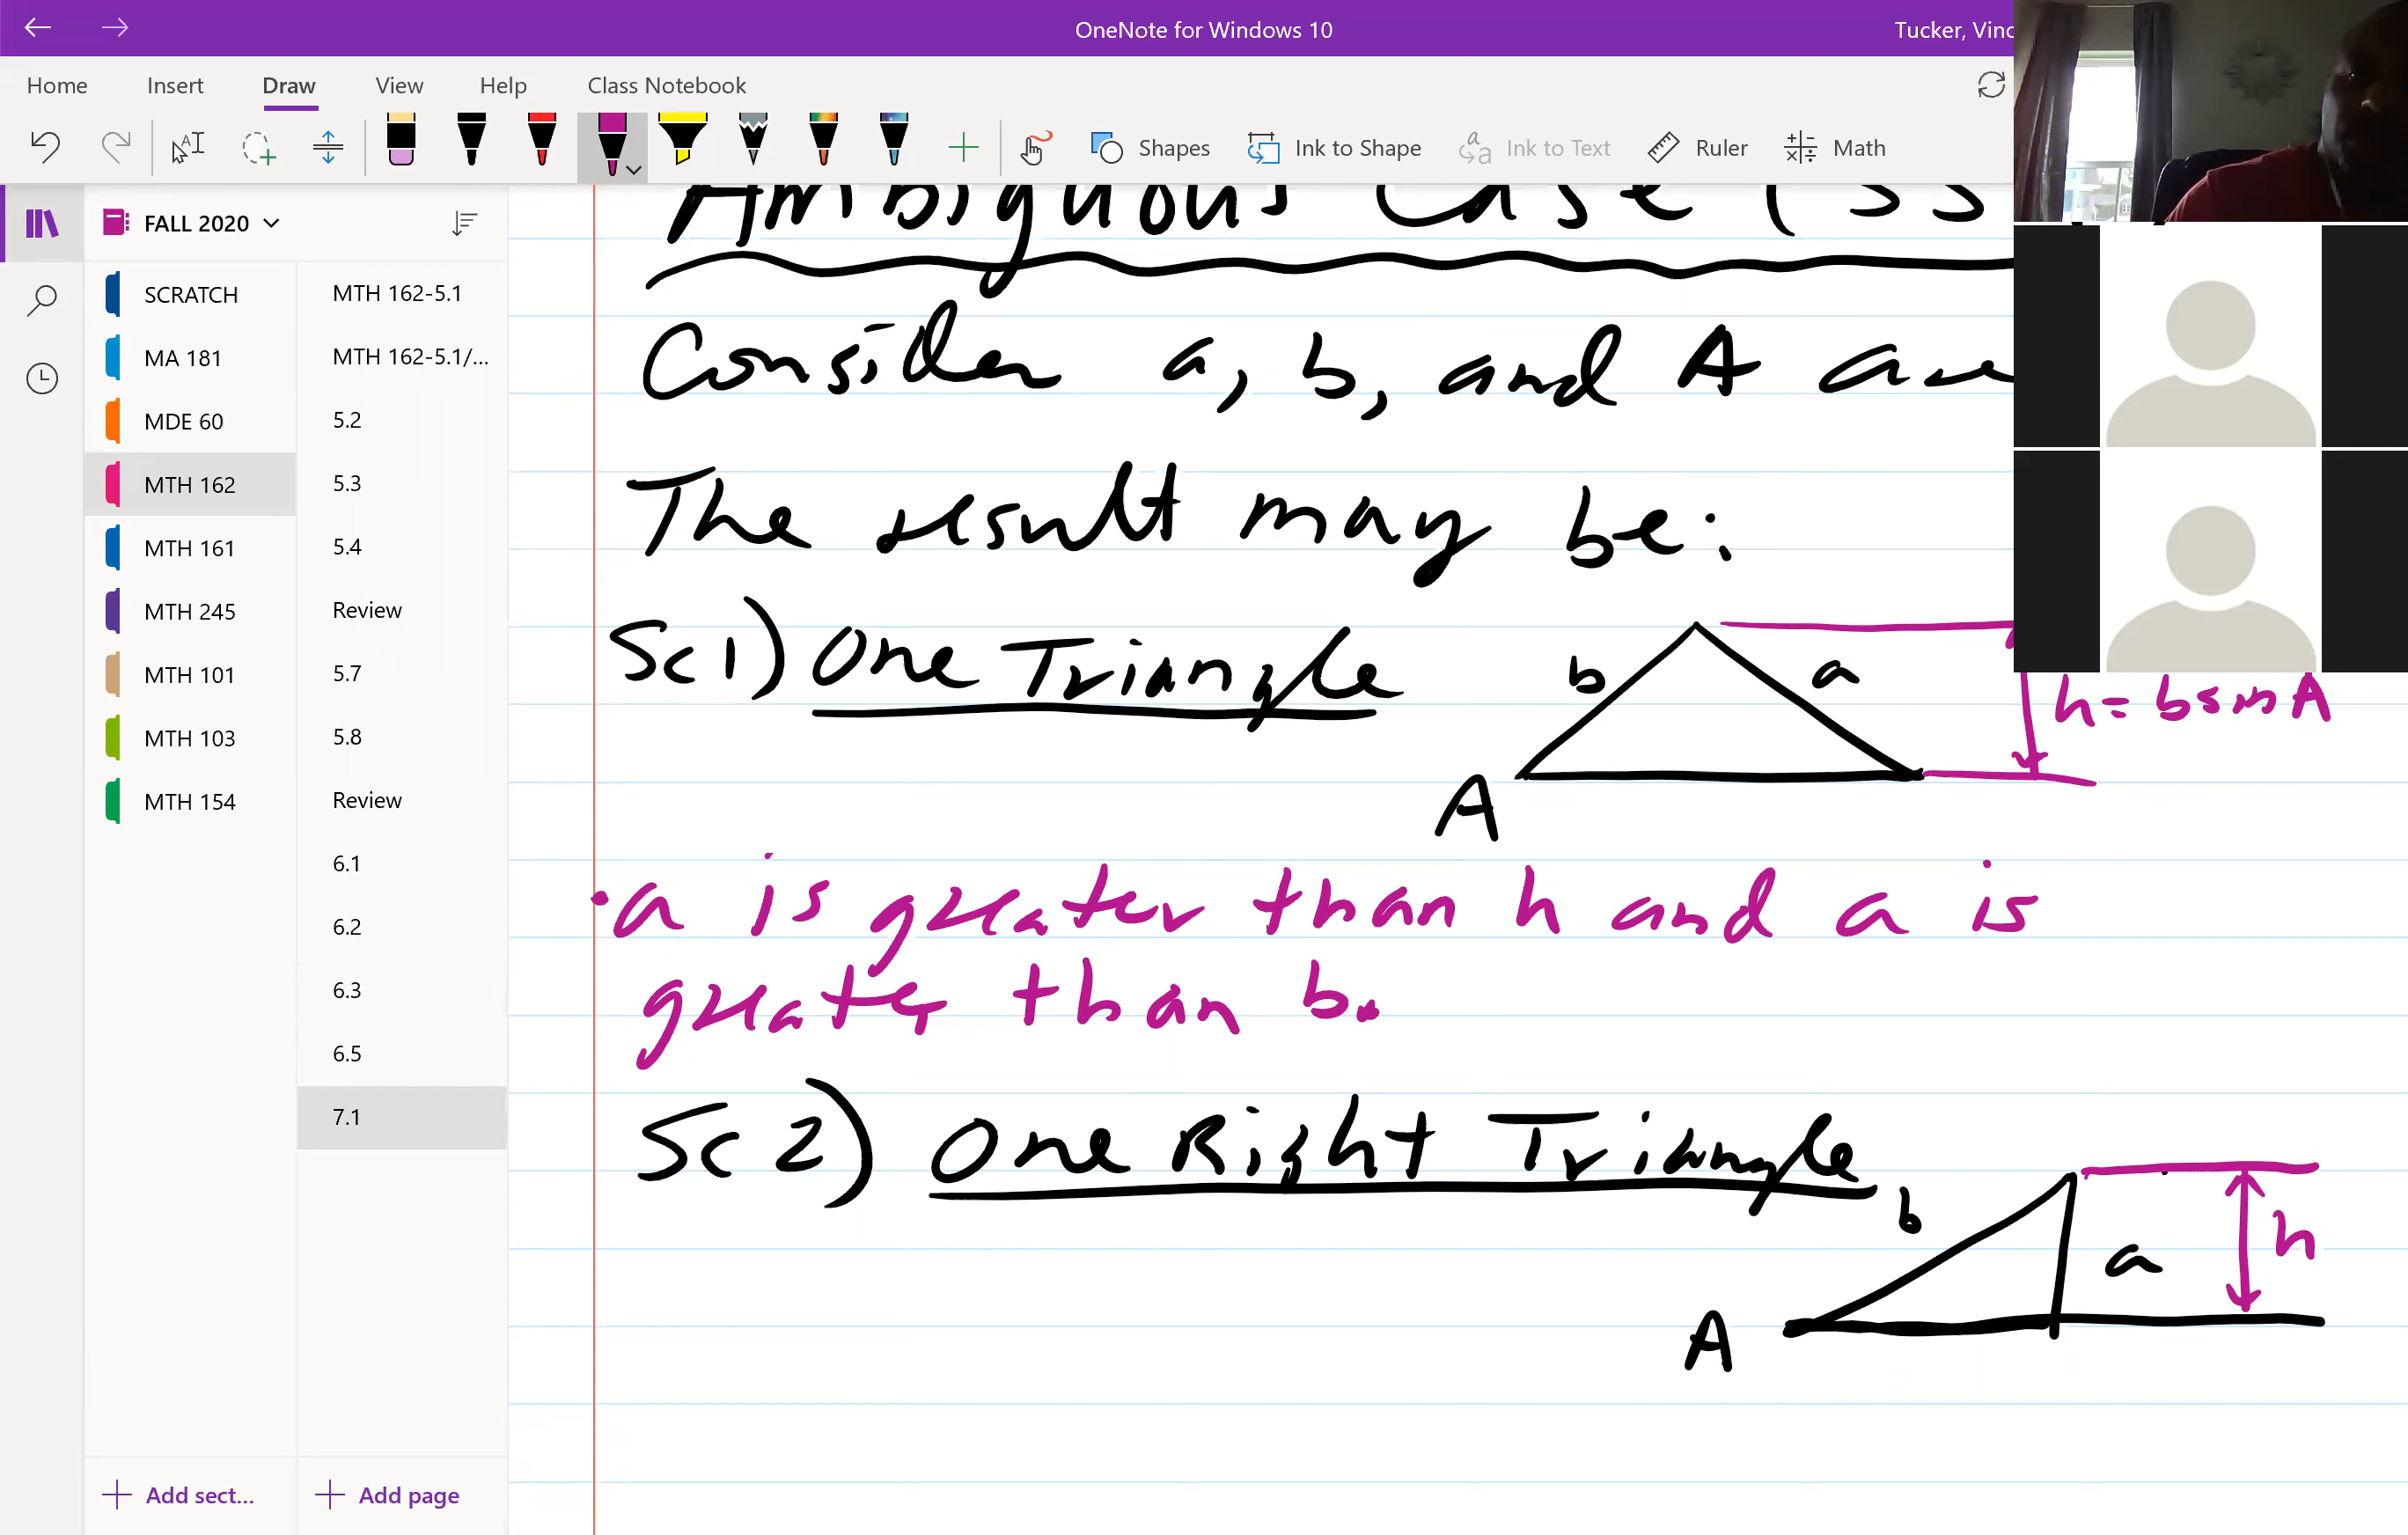 OneNote for Windows 10
Tucker, Vinc
Home Insert Draw View Help Class Notebook
Shapes Ink to Shape Ink to Text Ruler Math
FALL 2020
SCRATCH
MA 181
MDE 60
MTH 162
MTH 161
MTH 245
MTH 101
MTH 103
MTH 154
Add sect...
MTH 162-5.1
MTH 162-5.1/...
5.2
5.3
5.4
Review
5.7
5.8
Review
6.1
6.2
6.3
6.5
7.1
Add page
Ambiguous Case (SS
Consider a, b, and A are
The result may be:
Sc 1) One Triangle
b a
A
h = b sin A
• a is greater than h and a is
greater than b.
Sc 2) One Right Triangle
b
a
h
A